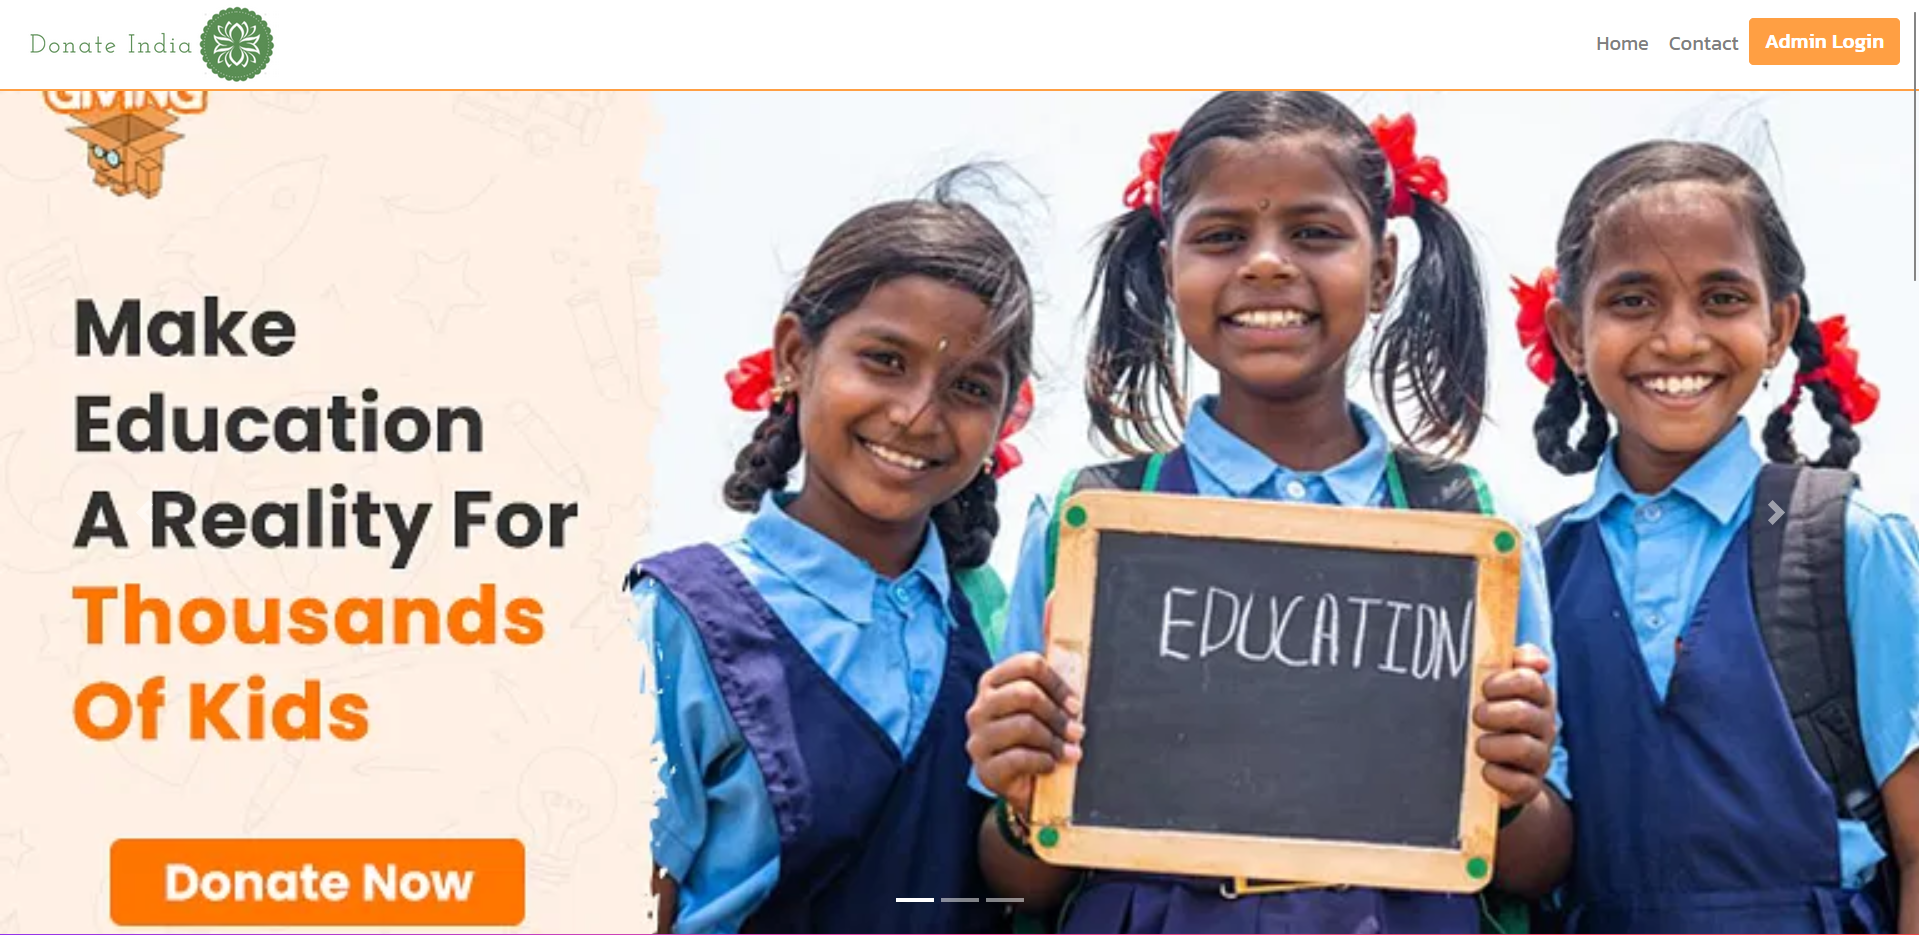 Donate India
Home
Contact
Admin Login
GIVING
Make
Education
A Reality For
Thousands
Of Kids
Donate Now
EDUCATION